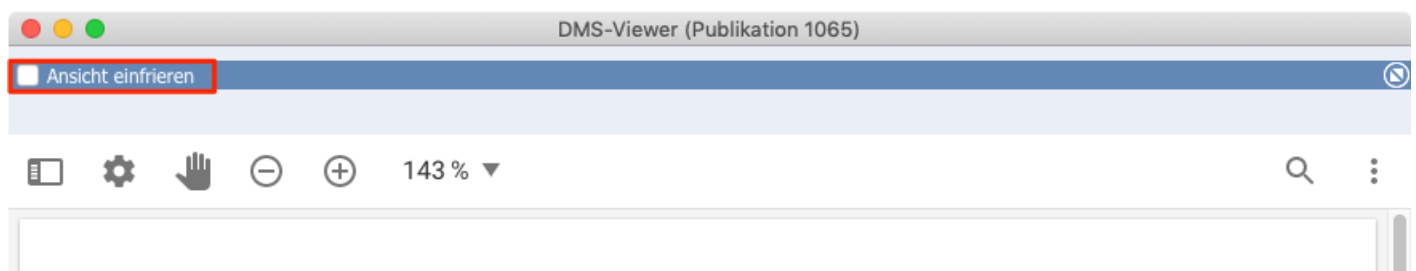 DMS-Viewer (Publikation 1065)
Ansicht einfrieren
143 %